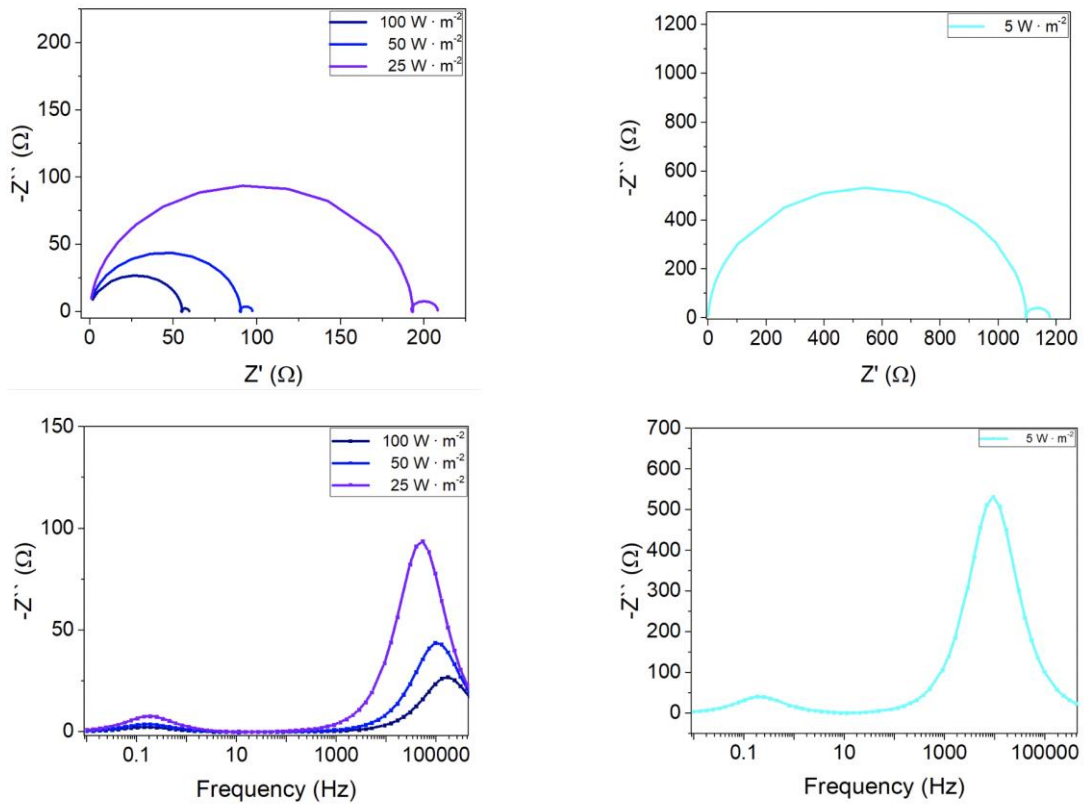 100 W · m⁻²
50 W · m⁻²
25 W · m⁻²
200
150
100
50
0
-Z`` (Ω)
0 50 100 150 200
Z' (Ω)
5 W · m⁻²
1200
1000
800
600
400
200
0
-Z`` (Ω)
0 200 400 600 800 1000 1200
Z' (Ω)
100 W · m⁻²
50 W · m⁻²
25 W · m⁻²
150
100
50
0
-Z`` (Ω)
0.1 10 1000 100000
Frequency (Hz)
5 W · m⁻²
700
600
500
400
300
200
100
0
-Z`` (Ω)
0.1 10 1000 100000
Frequency (Hz)